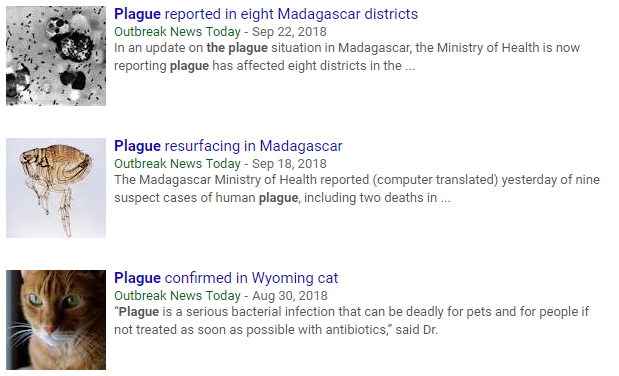 Plague reported in eight Madagascar districts
Outbreak News Today - Sep 22, 2018
In an update on the plague situation in Madagascar, the Ministry of Health is now
reporting plague has affected eight districts in the ...
Plague resurfacing in Madagascar
Outbreak News Today - Sep 18, 2018
The Madagascar Ministry of Health reported (computer translated) yesterday of nine
suspect cases of human plague, including two deaths in ...
Plague confirmed in Wyoming cat
Outbreak News Today - Aug 30, 2018
“Plague is a serious bacterial infection that can be deadly for pets and for people if
not treated as soon as possible with antibiotics,” said Dr.